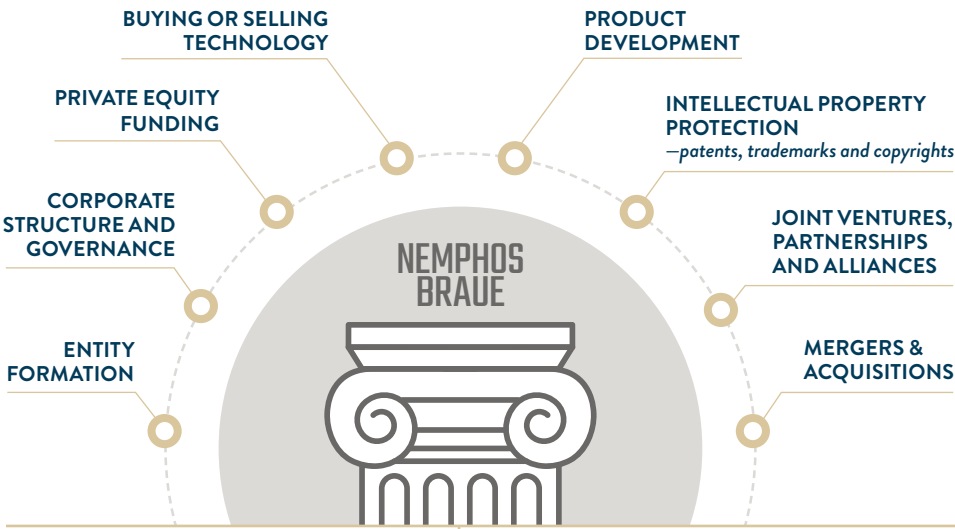 BUYING OR SELLING
TECHNOLOGY
PRODUCT
DEVELOPMENT
PRIVATE EQUITY
FUNDING
INTELLECTUAL PROPERTY
PROTECTION
—patents, trademarks and copyrights
CORPORATE
STRUCTURE AND
GOVERNANCE
JOINT VENTURES,
PARTNERSHIPS
AND ALLIANCES
NEMPHOS
BRAUE
ENTITY
FORMATION
MERGERS &
ACQUISITIONS